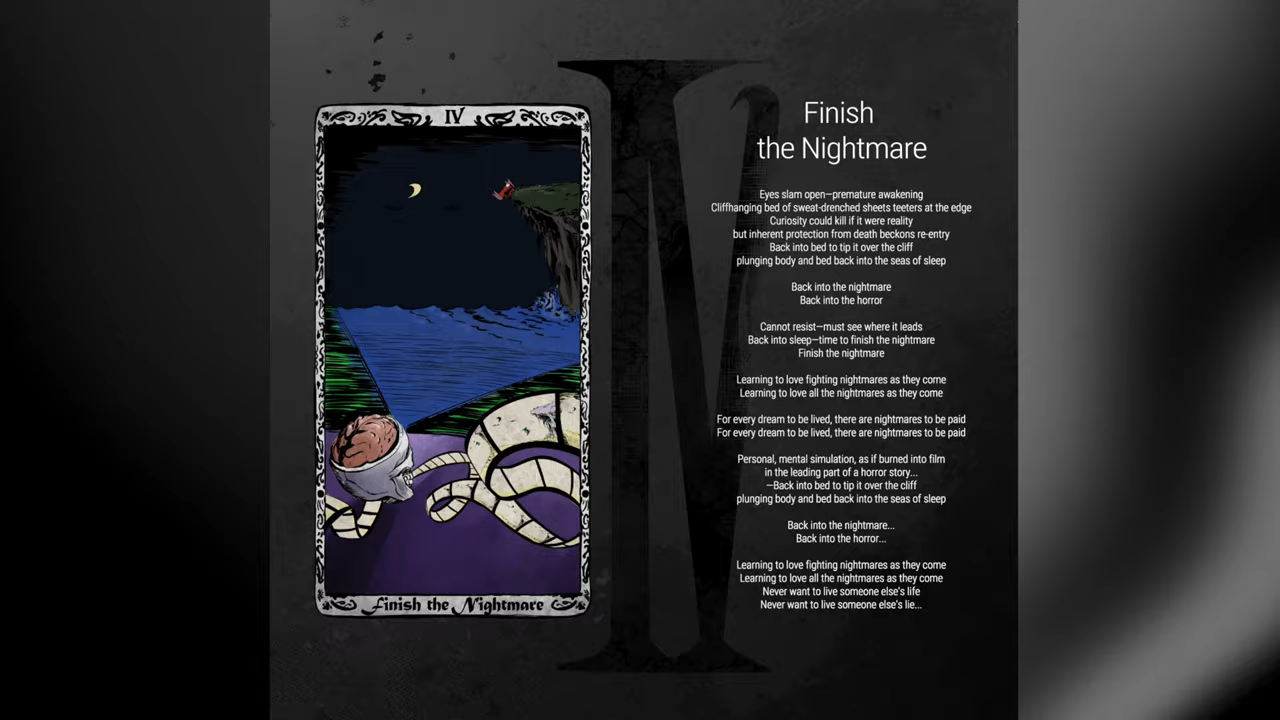 IV
Finish the Nightmare
IV
Finish
the Nightmare
Eyes slam open—premature awakening
Cliffhanging bed of sweat-drenched sheets teeters at the edge
Curiosity could kill if it were reality
but inherent protection from death beckons re-entry
Back into bed to tip it over the cliff
plunging body and bed back into the seas of sleep
Back into the nightmare
Back into the horror
Cannot resist—must see where it leads
Back into sleep—time to finish the nightmare
Finish the nightmare
Learning to love fighting nightmares as they come
Learning to love all the nightmares as they come
For every dream to be lived, there are nightmares to be paid
For every dream to be lived, there are nightmares to be paid
Personal, mental simulation, as if burned into film
in the leading part of a horror story...
—Back into bed to tip it over the cliff
plunging body and bed back into the seas of sleep
Back into the nightmare...
Back into the horror...
Learning to love fighting nightmares as they come
Learning to love all the nightmares as they come
Never want to live someone else's life
Never want to live someone else's lie...